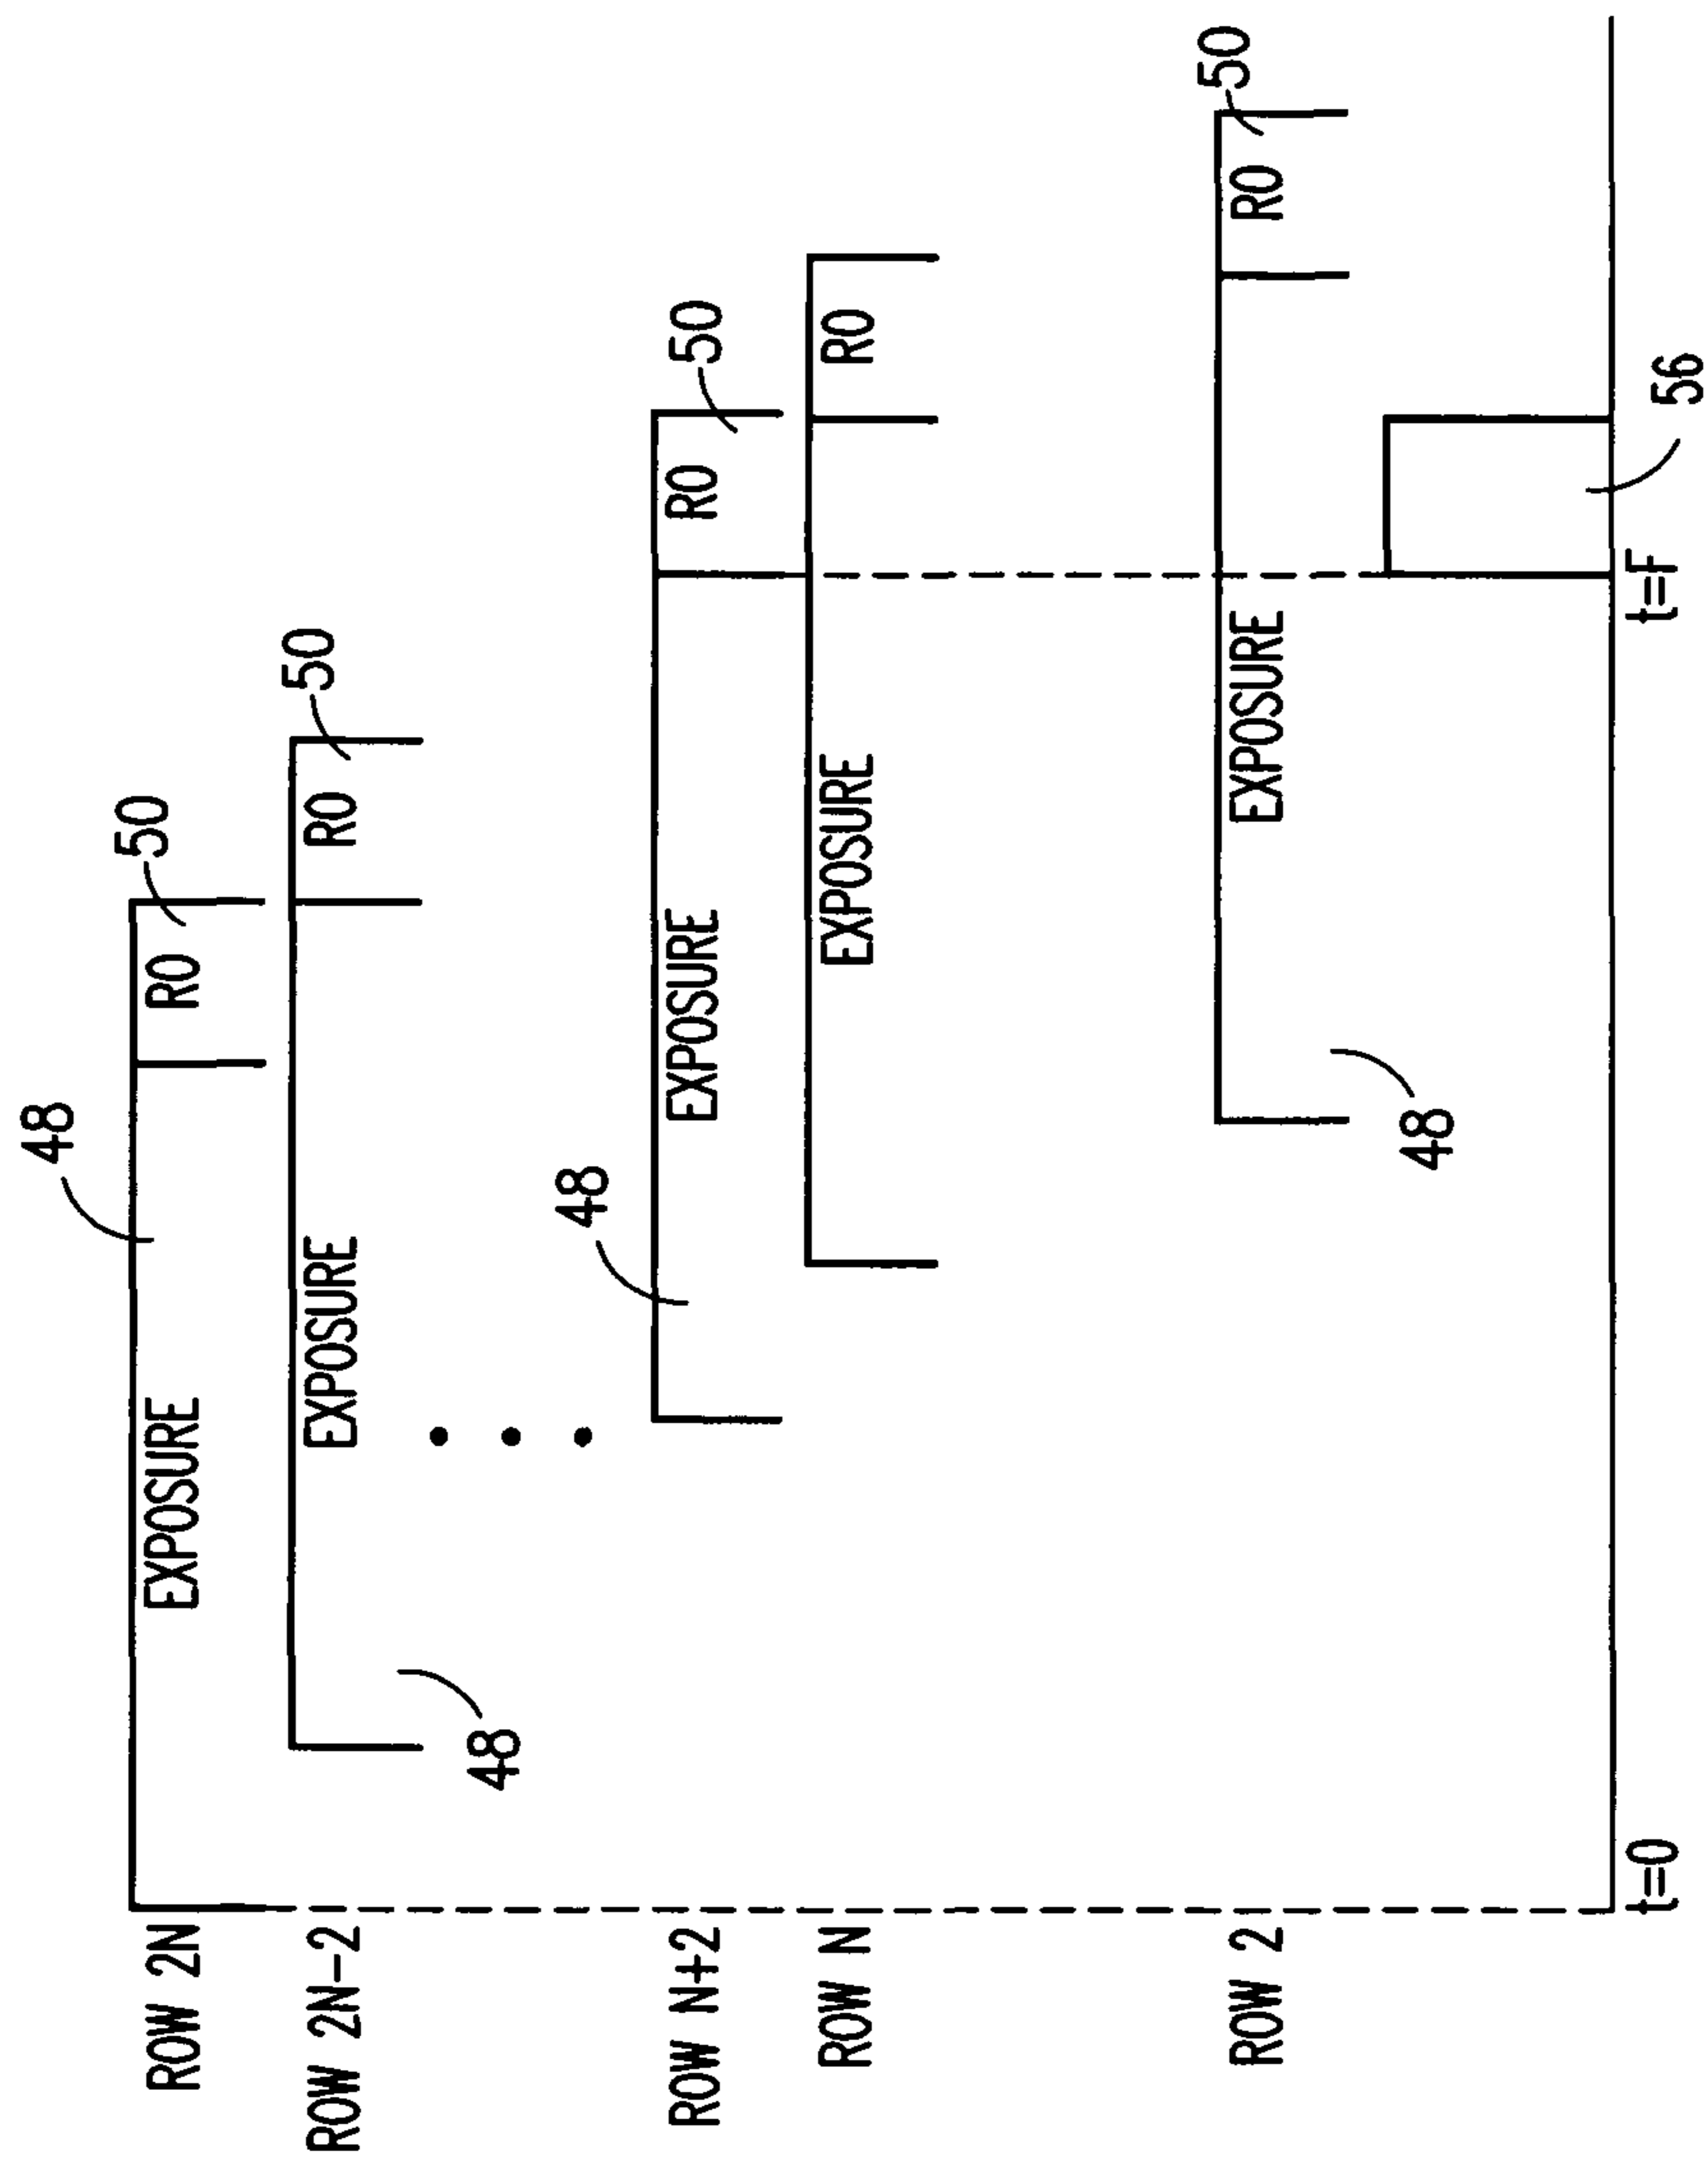 48
50
ROW 2N EXPOSURE RO
50
ROW 2N-2 EXPOSURE RO
48
48
50
ROW N+2 EXPOSURE RO
ROW N EXPOSURE RO
50
ROW 2 EXPOSURE RO
48
t=0 t=F 56